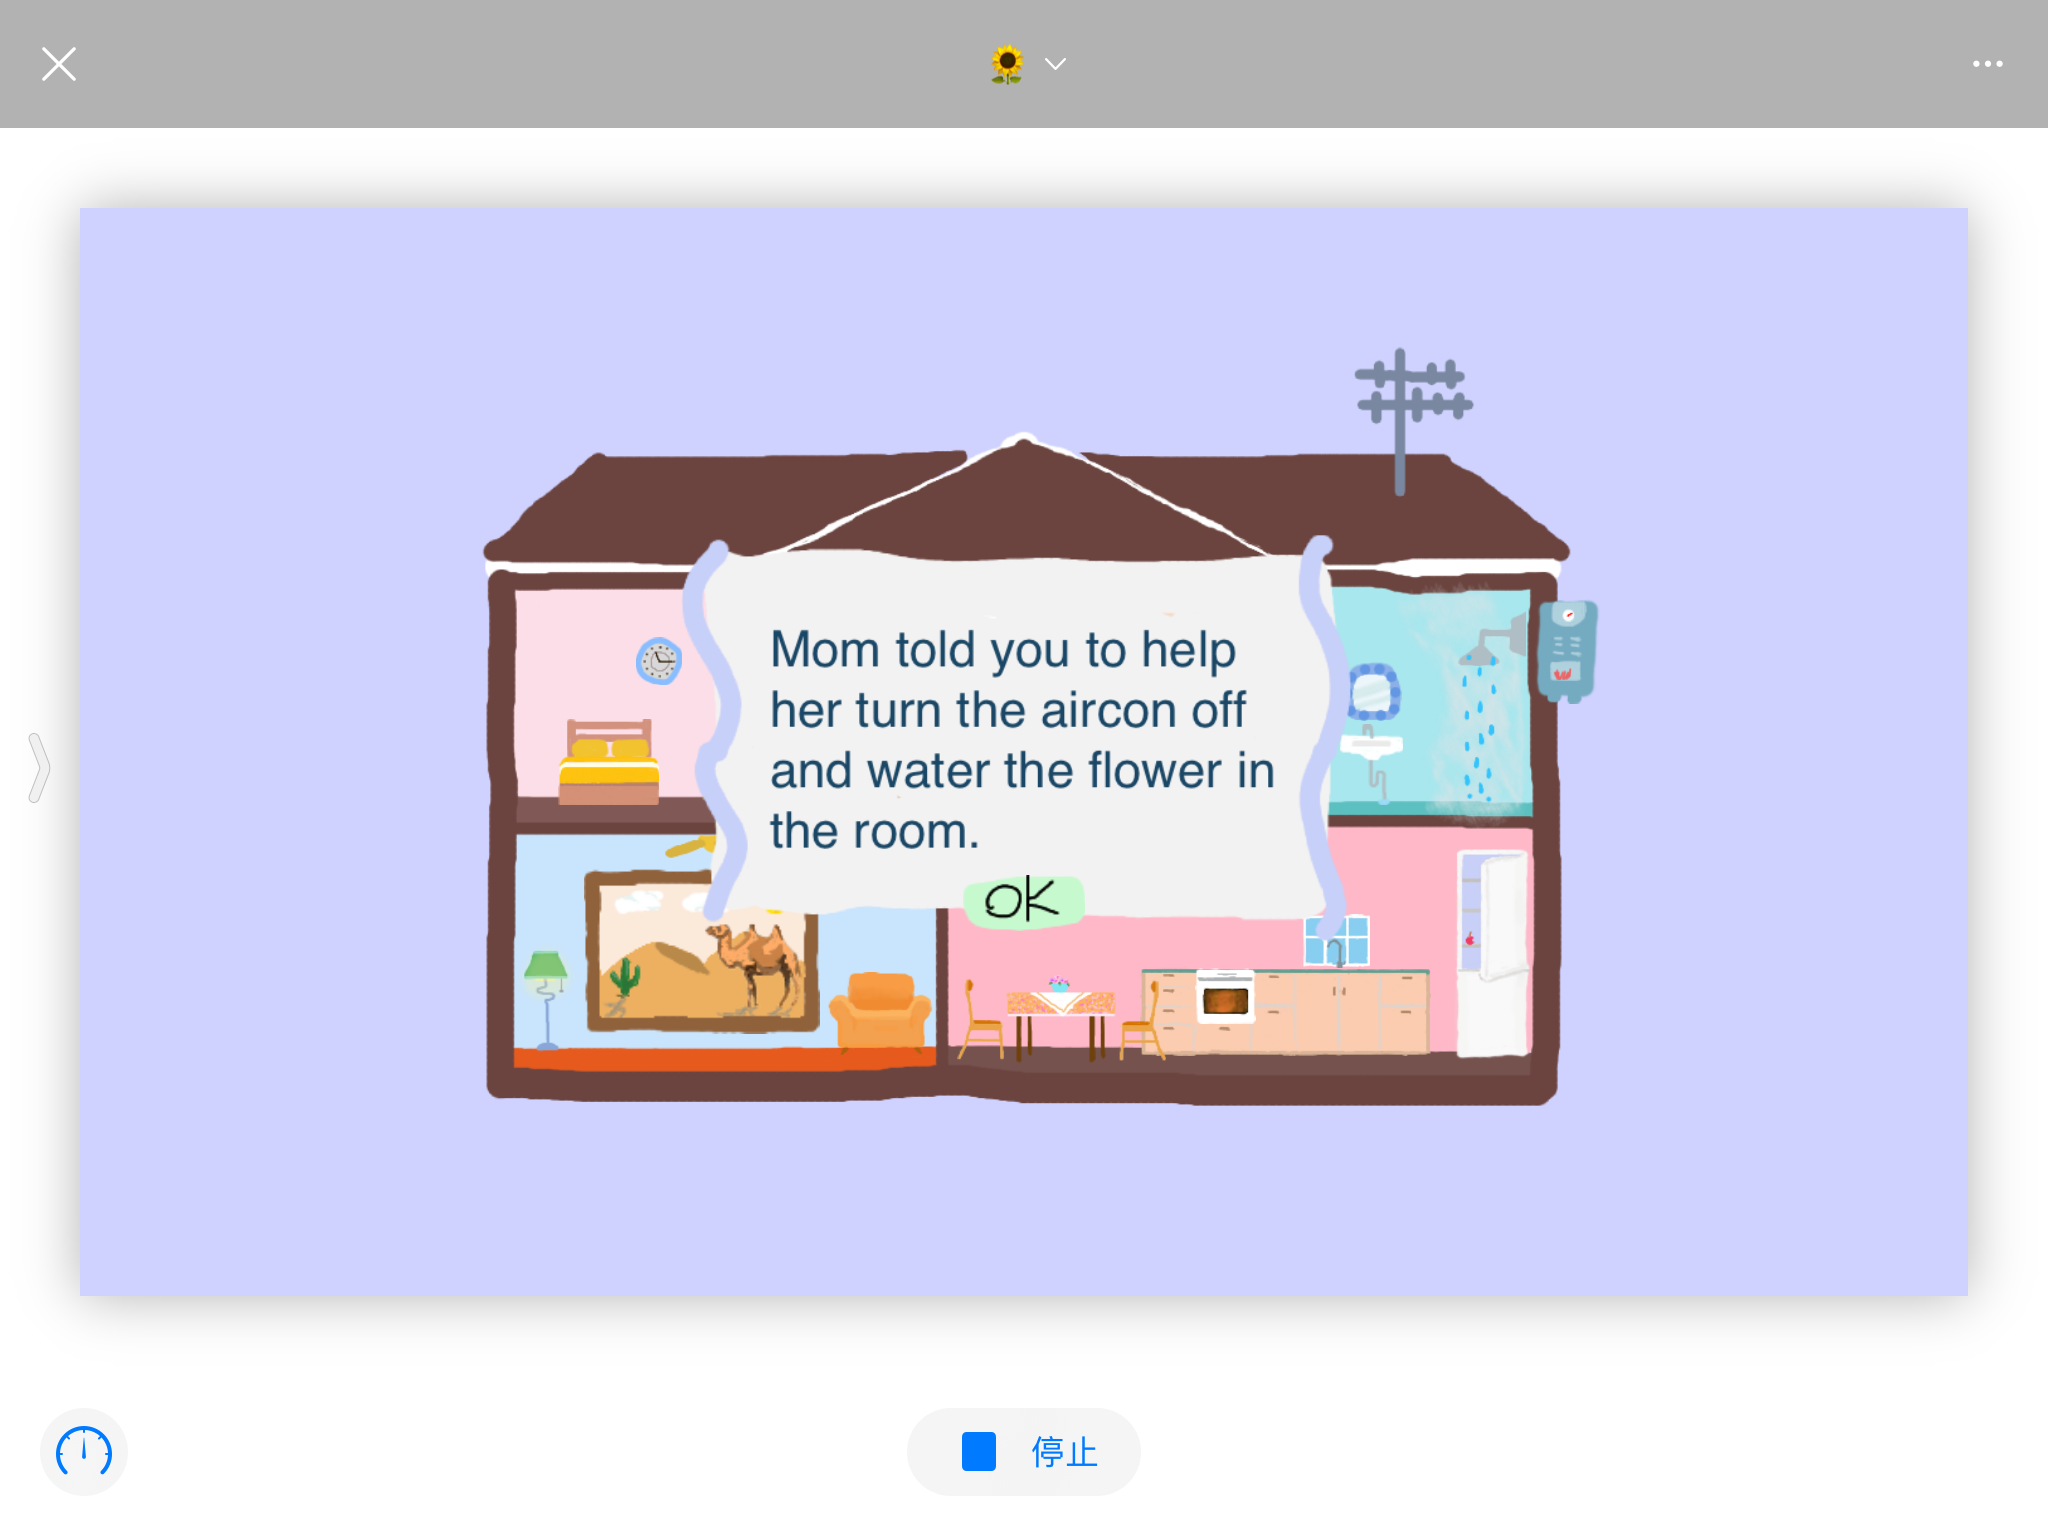 Mom told you to help
her turn the aircon off
and water the flower in
the room.
OK
停止